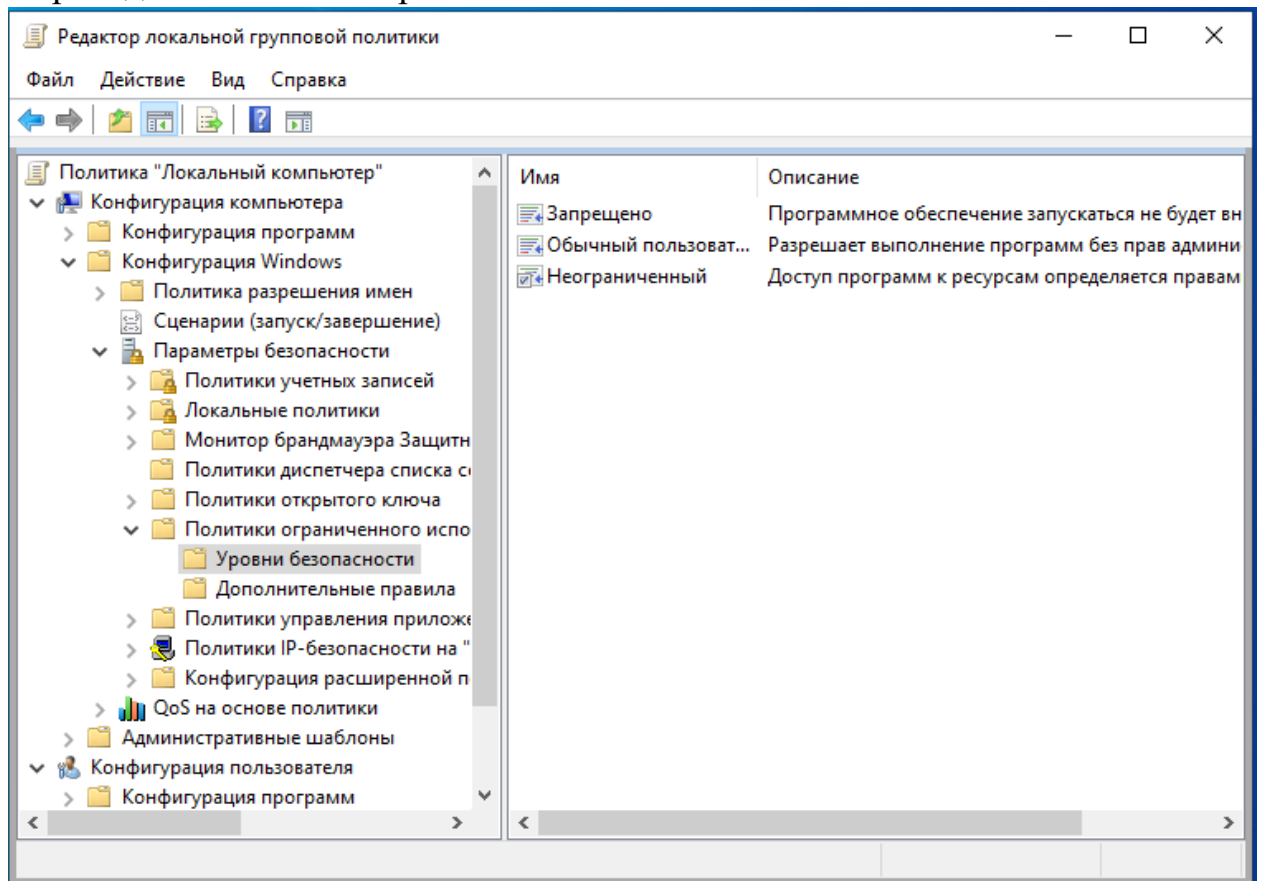 Редактор локальной групповой политики
Файл Действие Вид Справка
Политика "Локальный компьютер"
Конфигурация компьютера
Конфигурация программ
Конфигурация Windows
Политика разрешения имен
Сценарии (запуск/завершение)
Параметры безопасности
Политики учетных записей
Локальные политики
Монитор брандмауэра Защитн
Политики диспетчера списка с
Политики открытого ключа
Политики ограниченного испо
Уровни безопасности
Дополнительные правила
Политики управления прилож
Политики IP-безопасности на "
Конфигурация расширенной п
QoS на основе политики
Административные шаблоны
Конфигурация пользователя
Конфигурация программ
Имя Описание
Запрещено Программное обеспечение запускаться не будет вн
Обычный пользоват... Разрешает выполнение программ без прав админи
Неограниченный Доступ программ к ресурсам определяется правам